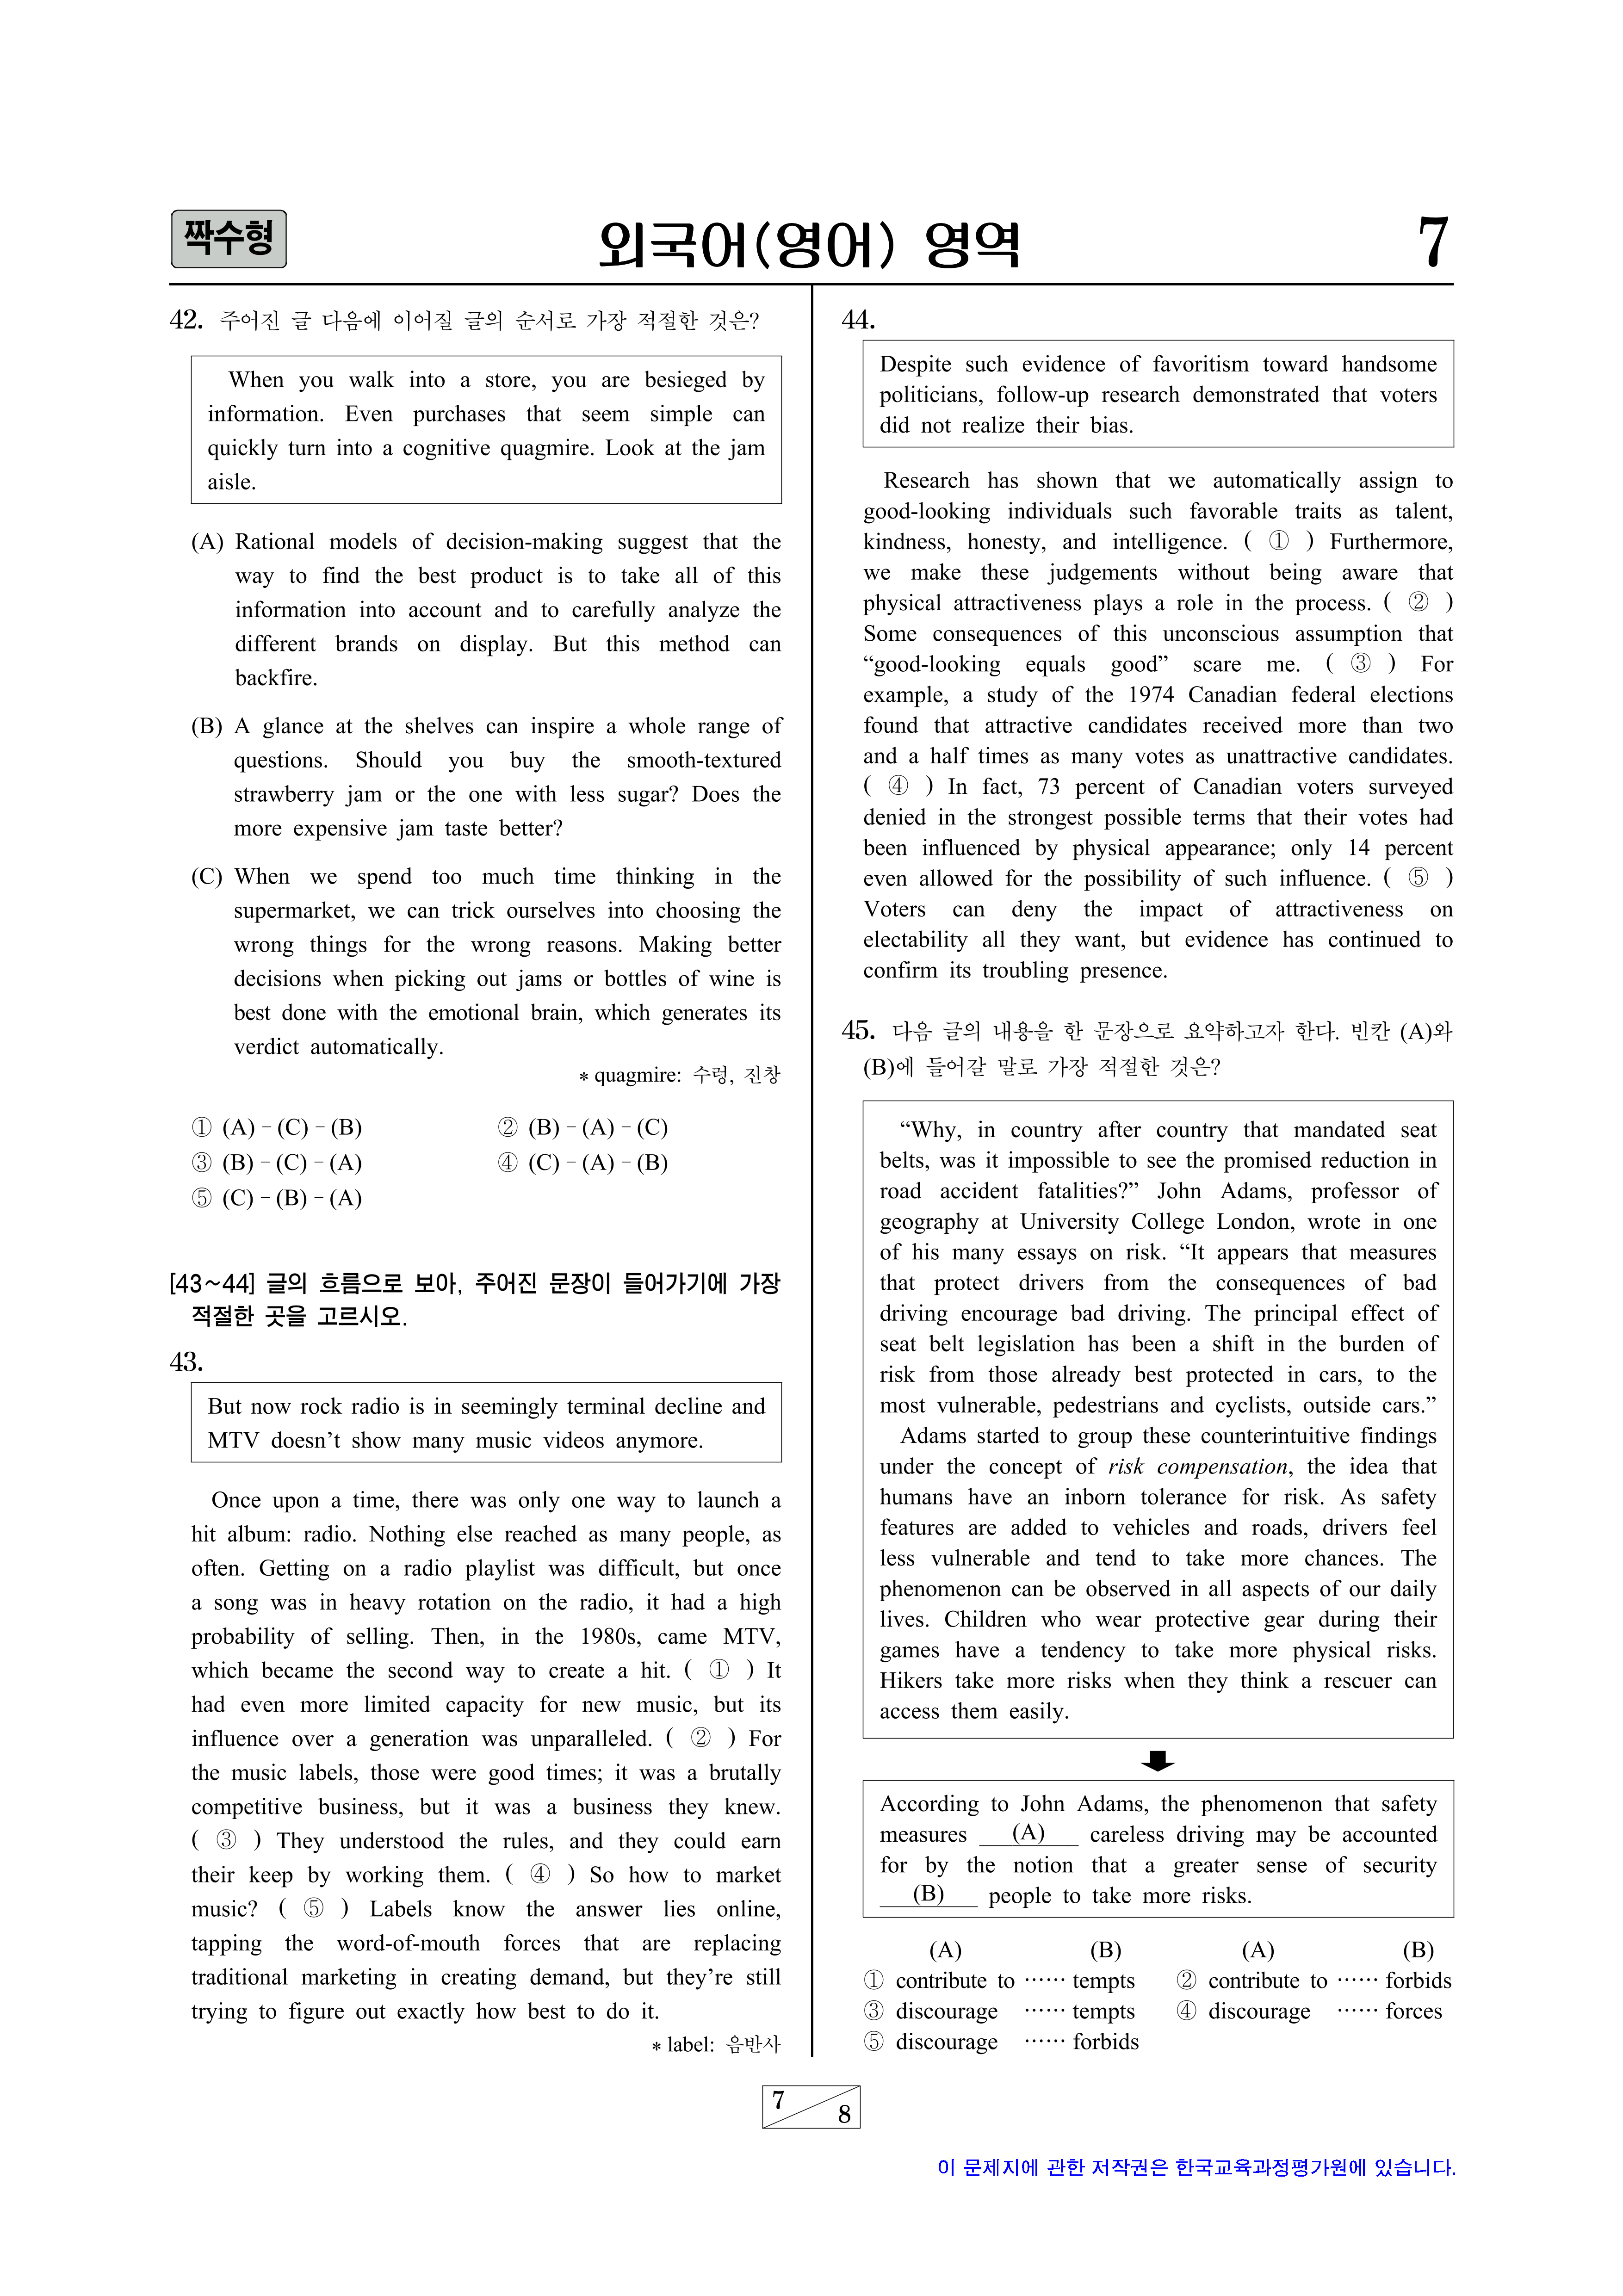 짝수형
외국어(영어) 영역
7
42. 주어진 글 다음에 이어질 글의 순서로 가장 적절한 것은?
When you walk into a store, you are besieged by
information. Even purchases that seem simple can
quickly turn into a cognitive quagmire. Look at the jam
aisle.
(A) Rational models of decision-making suggest that the
way to find the best product is to take all of this
information into account and to carefully analyze the
different brands on display. But this method can
backfire.
(B) A glance at the shelves can inspire a whole range of
questions. Should you buy the smooth-textured
strawberry jam or the one with less sugar? Does the
more expensive jam taste better?
(C) When we spend too much time thinking in the
supermarket, we can trick ourselves into choosing the
wrong things for the wrong reasons. Making better
decisions when picking out jams or bottles of wine is
best done with the emotional brain, which generates its
verdict automatically.
* quagmire: 수렁, 진창
① (A) - (C) - (B) ② (B) - (A) - (C)
③ (B) - (C) - (A) ④ (C) - (A) - (B)
⑤ (C) - (B) - (A)
[43~44] 글의 흐름으로 보아, 주어진 문장이 들어가기에 가장
적절한 곳을 고르시오.
43.
But now rock radio is in seemingly terminal decline and
MTV doesn't show many music videos anymore.
Once upon a time, there was only one way to launch a
hit album: radio. Nothing else reached as many people, as
often. Getting on a radio playlist was difficult, but once
a song was in heavy rotation on the radio, it had a high
probability of selling. Then, in the 1980s, came MTV,
which became the second way to create a hit. ( ① ) It
had even more limited capacity for new music, but its
influence over a generation was unparalleled. ( ② ) For
the music labels, those were good times; it was a brutally
competitive business, but it was a business they knew.
( ③ ) They understood the rules, and they could earn
their keep by working them. ( ④ ) So how to market
music? ( ⑤ ) Labels know the answer lies online,
tapping the word-of-mouth forces that are replacing
traditional marketing in creating demand, but they're still
trying to figure out exactly how best to do it.
* label: 음반사
44.
Despite such evidence of favoritism toward handsome
politicians, follow-up research demonstrated that voters
did not realize their bias.
Research has shown that we automatically assign to
good-looking individuals such favorable traits as talent,
kindness, honesty, and intelligence. ( ① ) Furthermore,
we make these judgements without being aware that
physical attractiveness plays a role in the process. ( ② )
Some consequences of this unconscious assumption that
“good-looking equals good” scare me. ( ③ ) For
example, a study of the 1974 Canadian federal elections
found that attractive candidates received more than two
and a half times as many votes as unattractive candidates.
( ④ ) In fact, 73 percent of Canadian voters surveyed
denied in the strongest possible terms that their votes had
been influenced by physical appearance; only 14 percent
even allowed for the possibility of such influence. ( ⑤ )
Voters can deny the impact of attractiveness on
electability all they want, but evidence has continued to
confirm its troubling presence.
45. 다음 글의 내용을 한 문장으로 요약하고자 한다. 빈칸 (A)와
(B)에 들어갈 말로 가장 적절한 것은?
“Why, in country after country that mandated seat
belts, was it impossible to see the promised reduction in
road accident fatalities?” John Adams, professor of
geography at University College London, wrote in one
of his many essays on risk. “It appears that measures
that protect drivers from the consequences of bad
driving encourage bad driving. The principal effect of
seat belt legislation has been a shift in the burden of
risk from those already best protected in cars, to the
most vulnerable, pedestrians and cyclists, outside cars.”
Adams started to group these counterintuitive findings
under the concept of risk compensation, the idea that
humans have an inborn tolerance for risk. As safety
features are added to vehicles and roads, drivers feel
less vulnerable and tend to take more chances. The
phenomenon can be observed in all aspects of our daily
lives. Children who wear protective gear during their
games have a tendency to take more physical risks.
Hikers take more risks when they think a rescuer can
access them easily.
According to John Adams, the phenomenon that safety
measures (A) careless driving may be accounted
for by the notion that a greater sense of security
(B) people to take more risks.
(A) (B) (A) (B)
① contribute to ······ tempts ② contribute to ······ forbids
③ discourage ······ tempts ④ discourage ······ forces
⑤ discourage ······ forbids
7
8
이 문제지에 관한 저작권은 한국교육과정평가원에 있습니다.